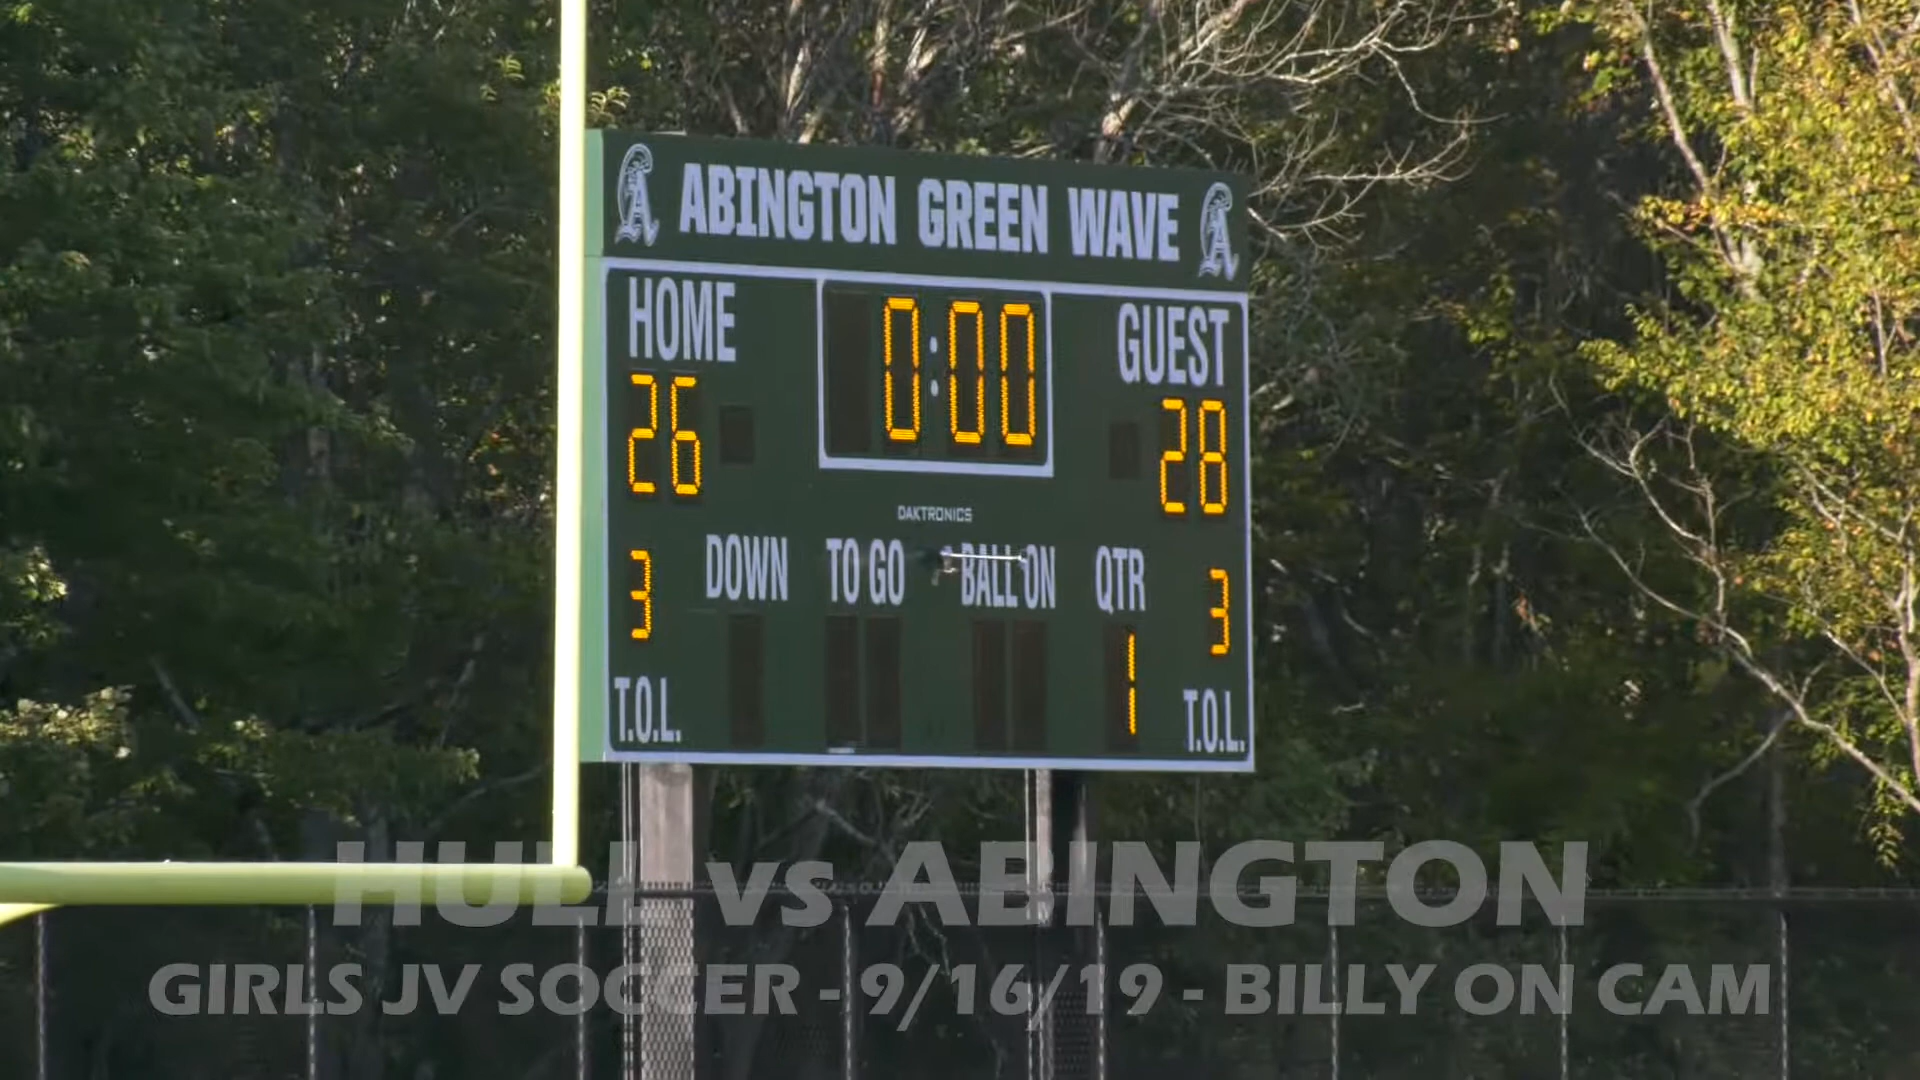 A ABINGTON GREEN WAVE A
HOME 0:00 GUEST
26 28
DAKTRONICS
3 DOWN TO GO BALL ON QTR 3
1
T.O.L. T.O.L.
HULL vs ABINGTON
GIRLS JV SOCCER - 9/16/19 - BILLY ON CAM